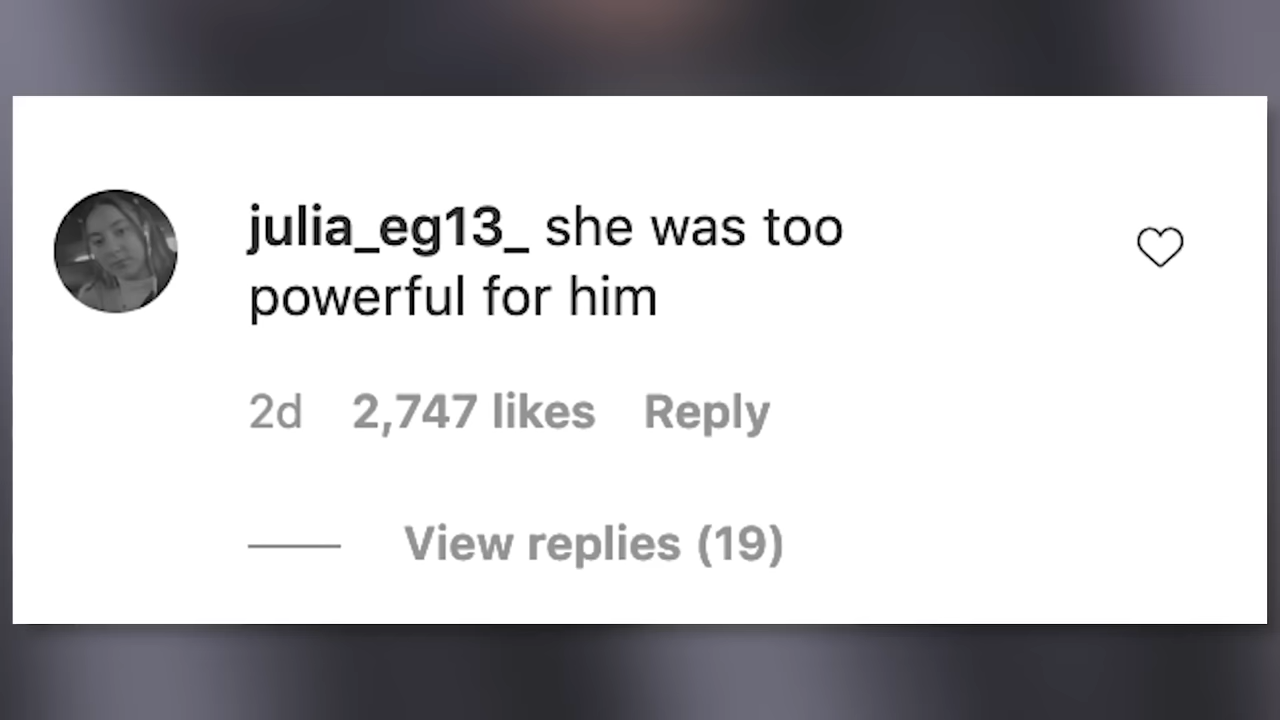 julia_eg13_ she was too
powerful for him
2d 2,747 likes Reply
View replies (19)